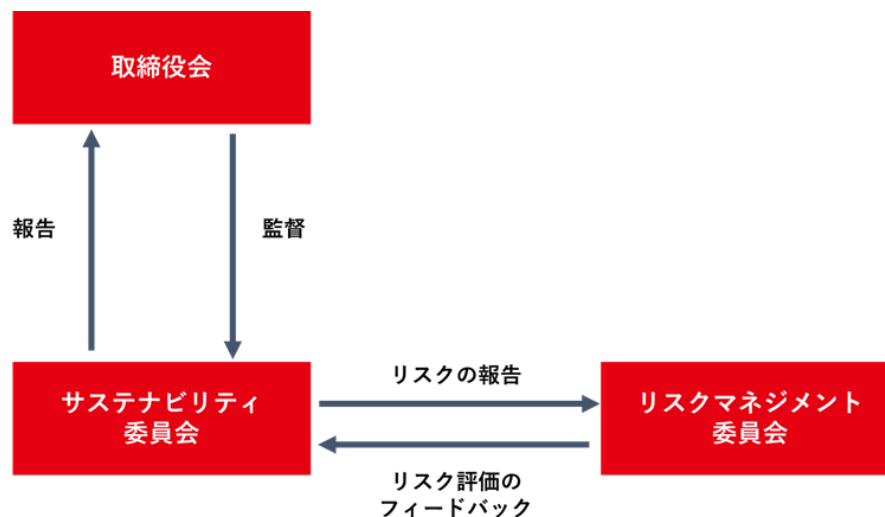 取締役会
報告
監督
サステナビリティ
委員会
リスクの報告
リスクマネジメント
委員会
リスク評価の
フィードバック